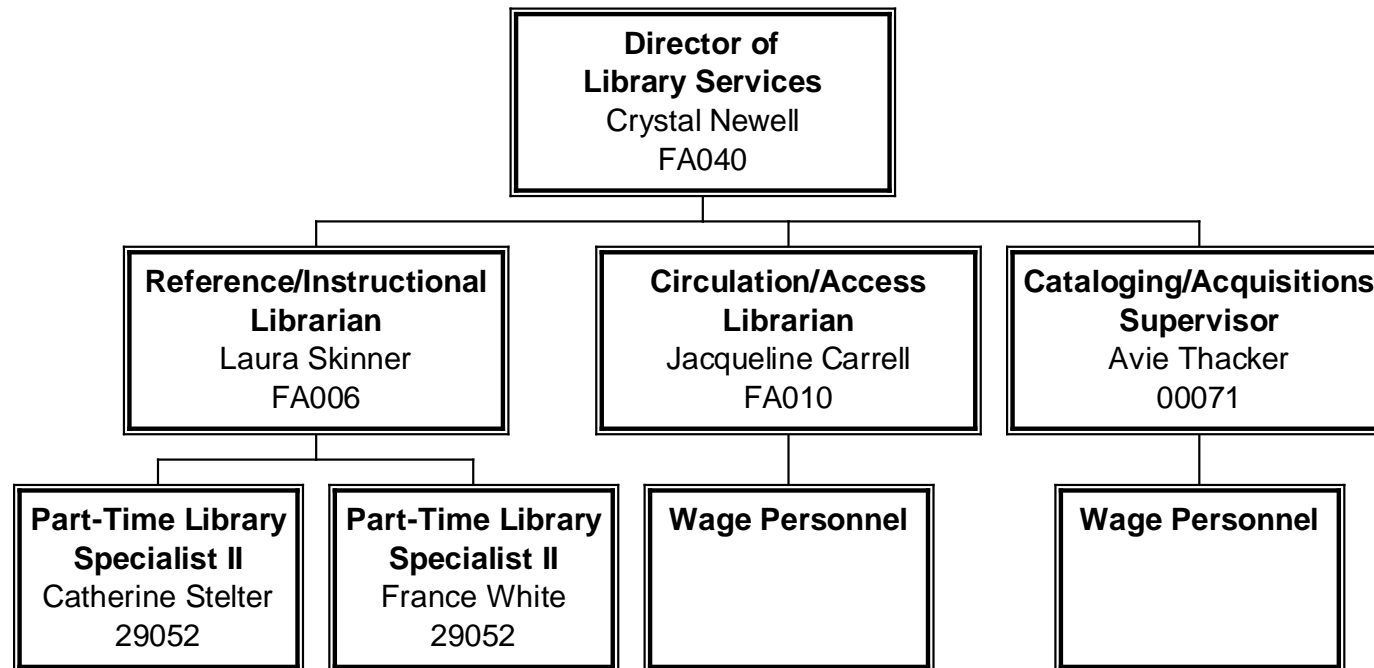 Director of
Library Services
Crystal Newell
FA040
Reference/Instructional
Librarian
Laura Skinner
FA006
Circulation/Access
Librarian
Jacqueline Carrell
FA010
Cataloging/Acquisitions
Supervisor
Avie Thacker
00071
Part-Time Library
Specialist II
Catherine Stelter
29052
Part-Time Library
Specialist II
France White
29052
Wage Personnel
Wage Personnel